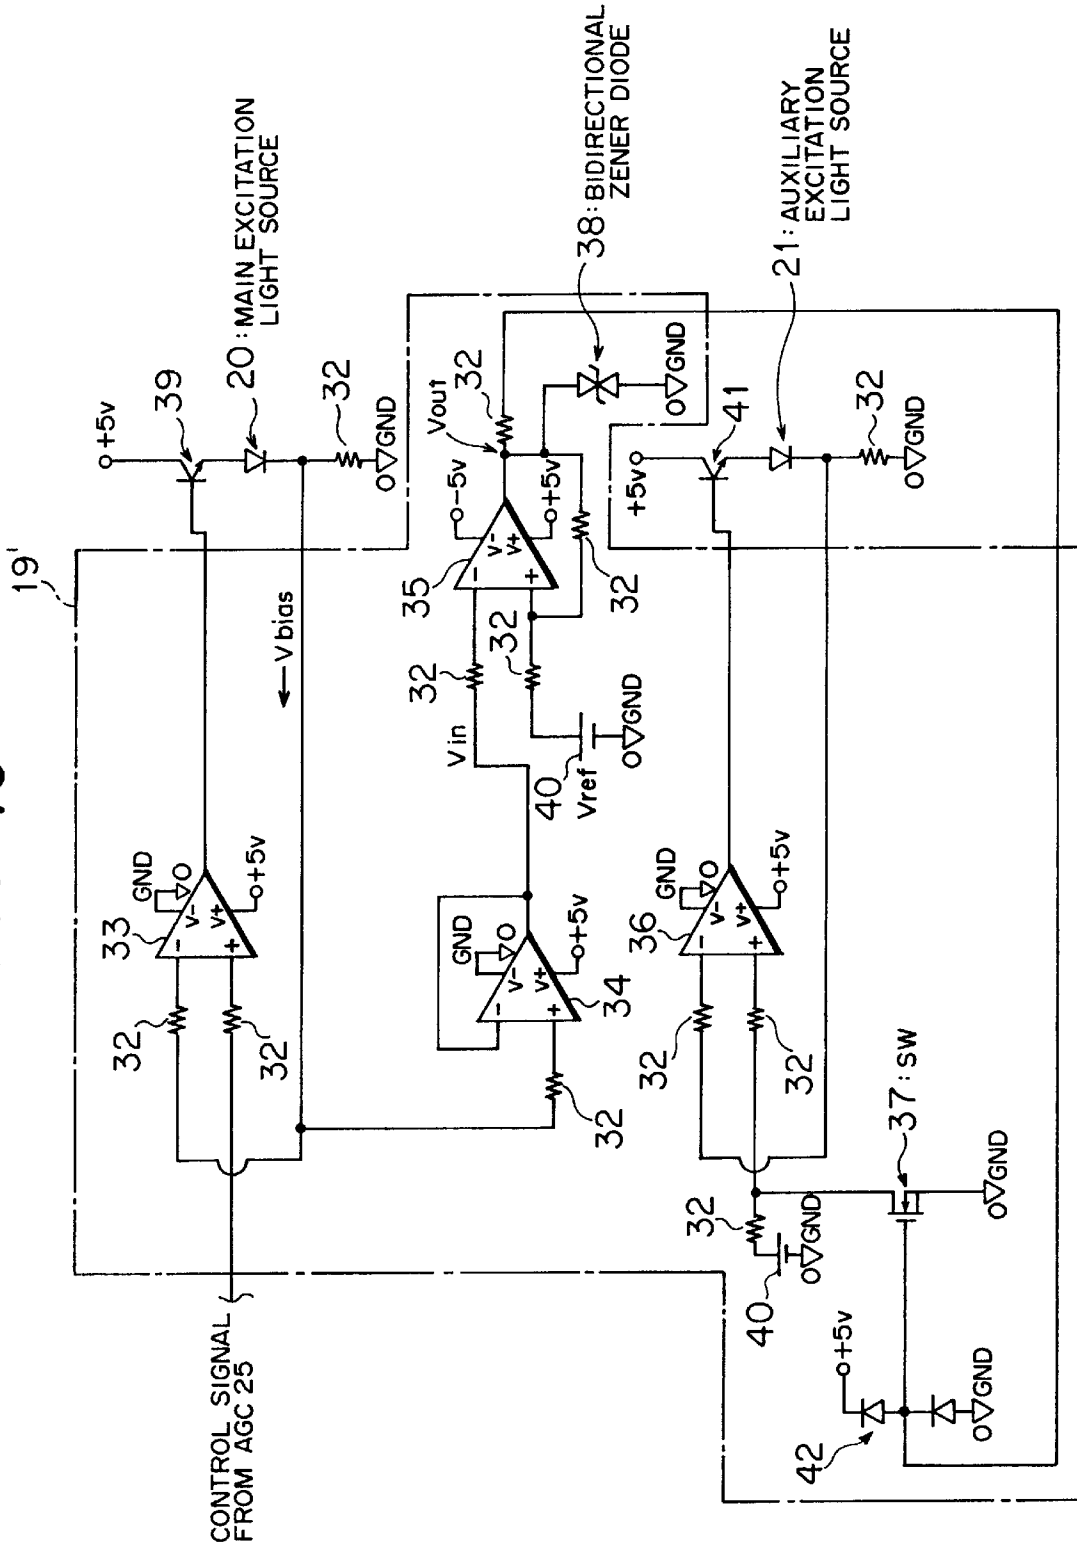 19'
CONTROL SIGNAL
FROM AGC 25
32
32
33
-
+
V-
V+
GND
O
+5v
Vbias
+5v
39
20: MAIN EXCITATION
LIGHT SOURCE
32
O
GND
32
34
-
+
V-
V+
GND
O
+5v
Vin
32
32
40
Vref
O
GND
35
-
+
V-
V+
-5v
+5v
Vout
32
32
38: BIDIRECTIONAL
ZENER DIODE
O
GND
32
32
36
-
+
V-
V+
GND
O
+5v
+5v
41
21: AUXILIARY
EXCITATION
LIGHT SOURCE
32
O
GND
32
40
O
GND
37: SW
O
GND
42
+5v
O
GND